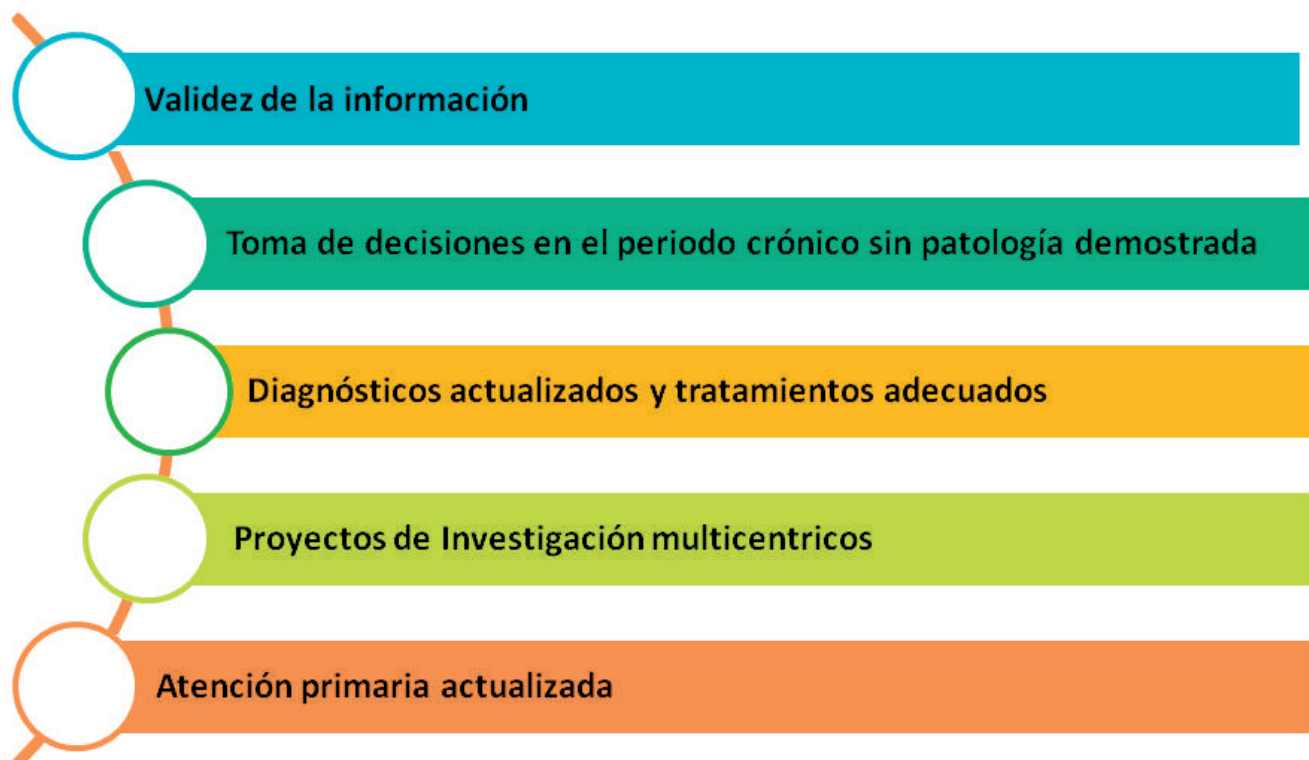 Validez de la información
Toma de decisiones en el periodo crónico sin patología demostrada
Diagnósticos actualizados y tratamientos adecuados
Proyectos de Investigación multicentricos
Atención primaria actualizada